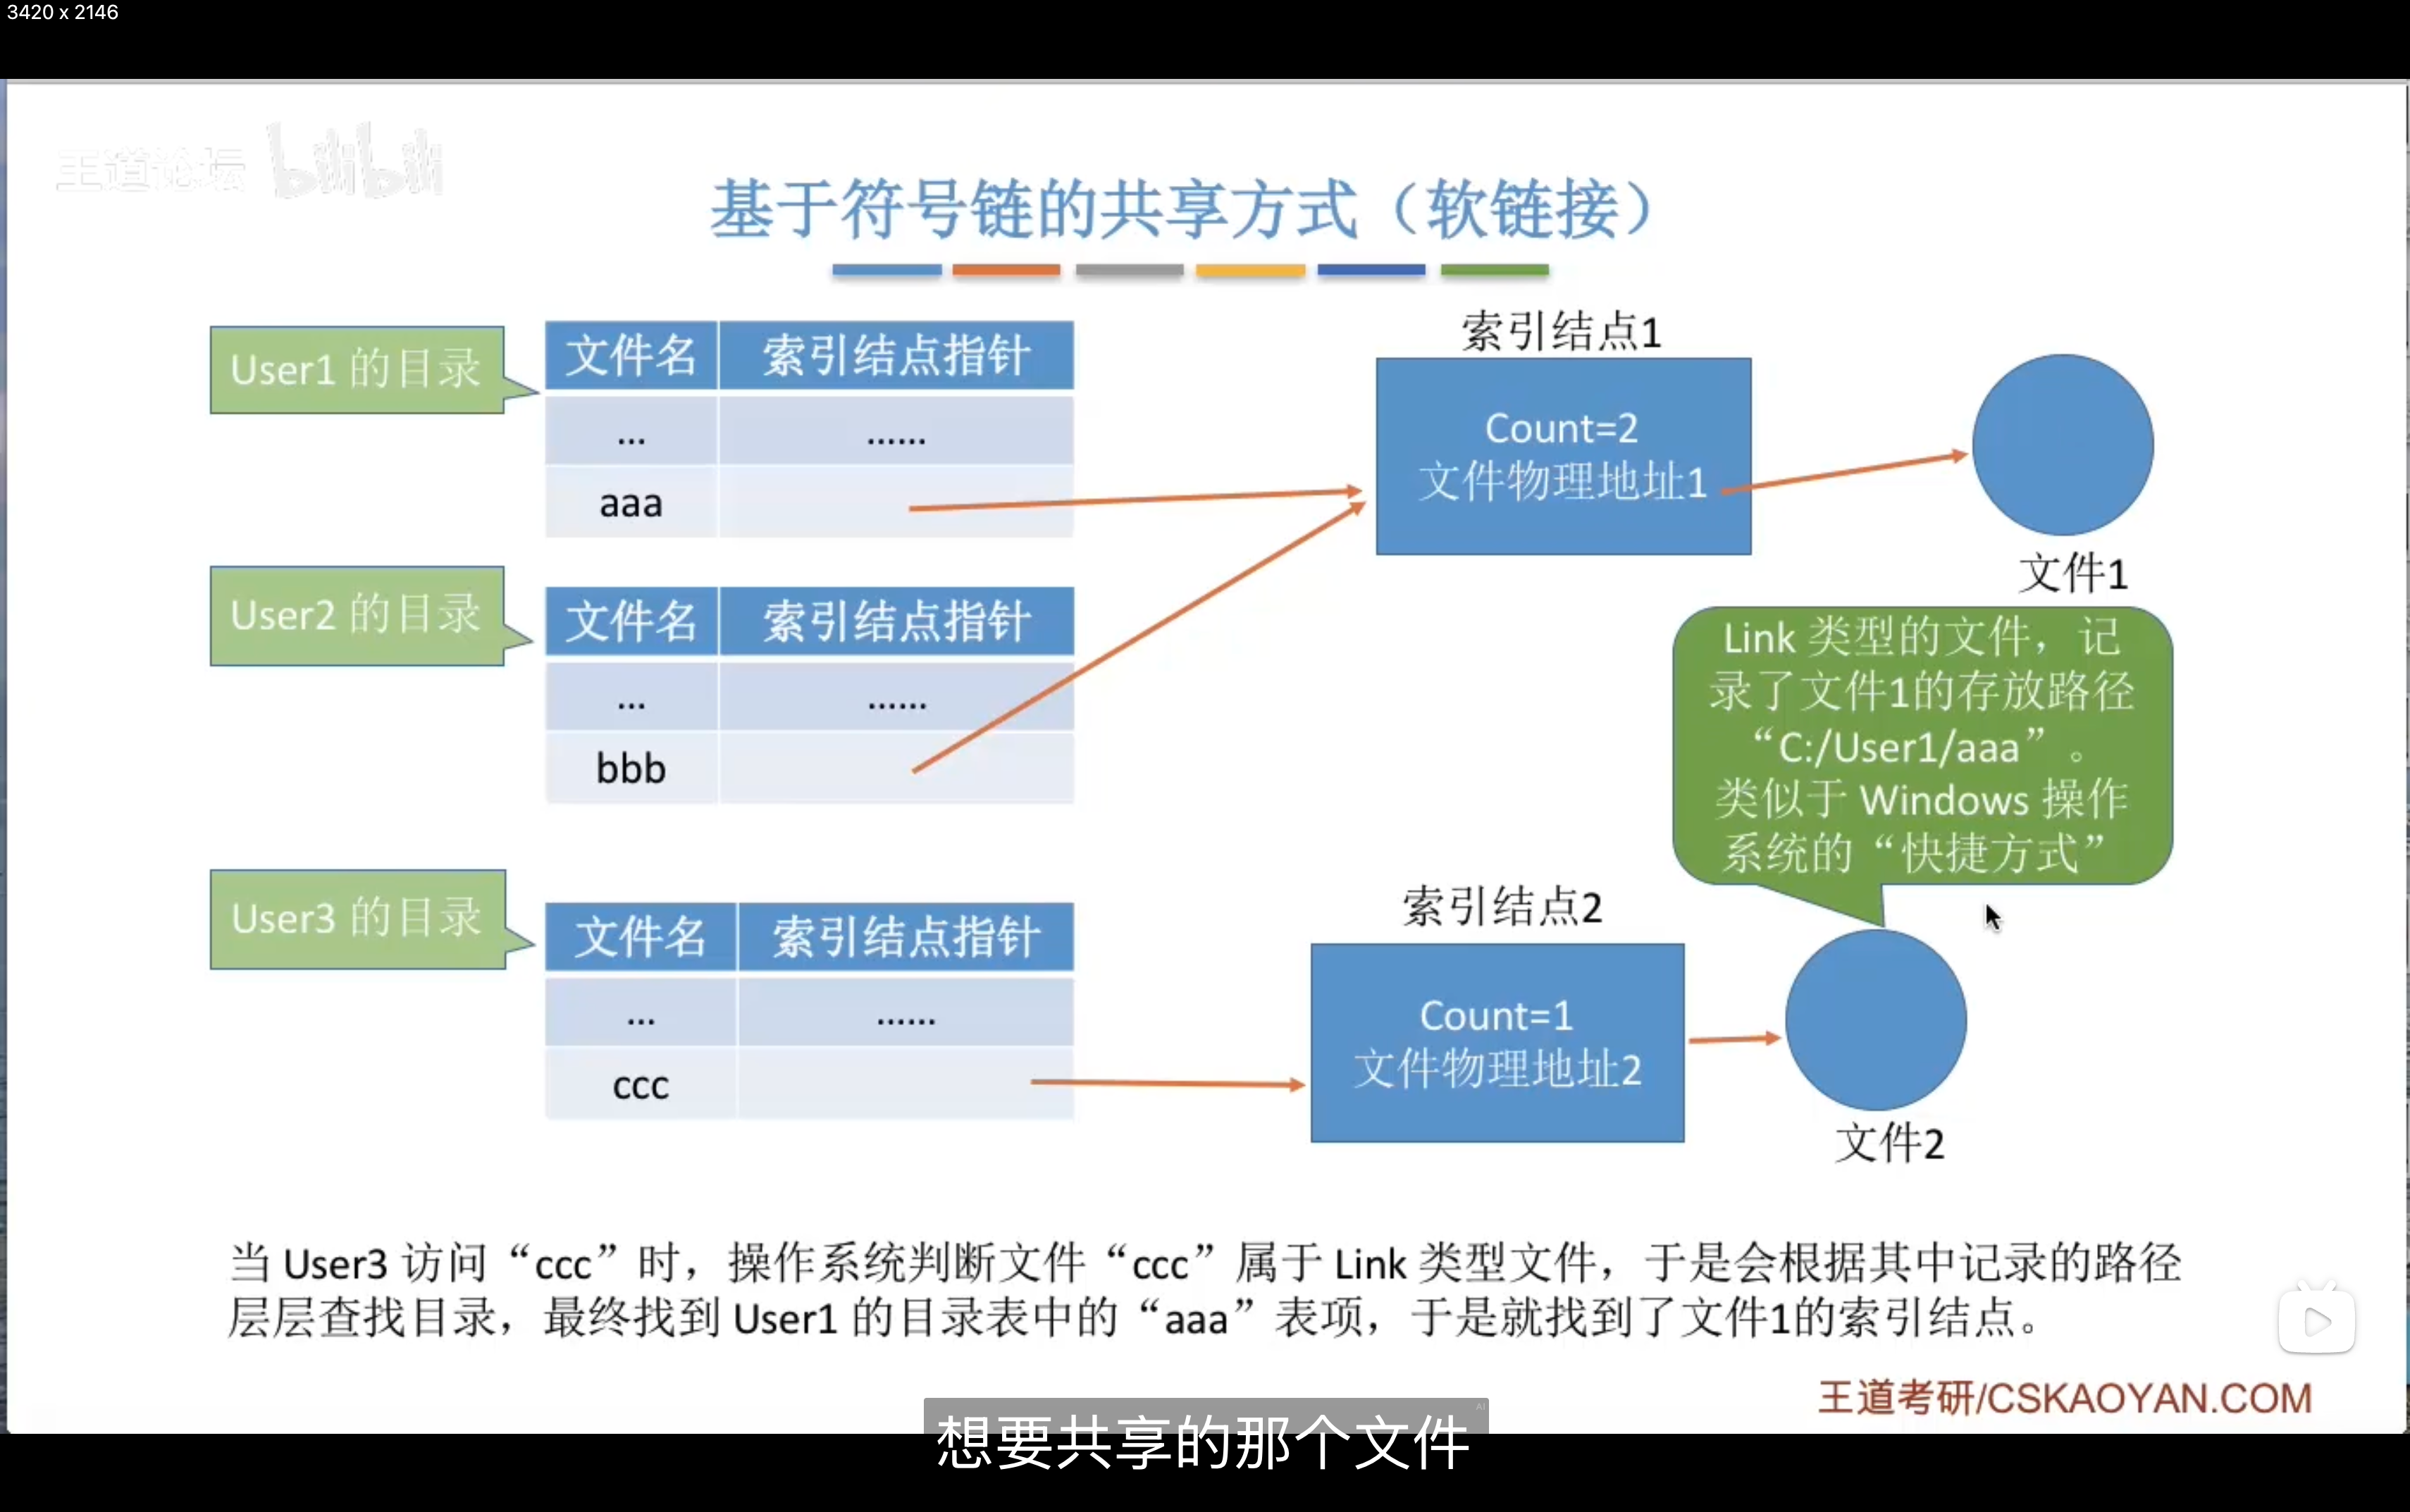 3420 x 2146
王道论坛 bilibili
基于符号链的共享方式（软链接）
User1 的目录
文件名 索引结点指针
... ......
aaa
索引结点1
Count=2
文件物理地址1
文件1
User2 的目录
文件名 索引结点指针
... ......
bbb
Link 类型的文件，记
录了文件1的存放路径
“C:/User1/aaa”。
类似于 Windows 操作
系统的“快捷方式”
User3 的目录
文件名 索引结点指针
... ......
ccc
索引结点2
Count=1
文件物理地址2
文件2
当 User3 访问“ccc”时，操作系统判断文件“ccc”属于 Link 类型文件，于是会根据其中记录的路径
层层查找目录，最终找到 User1 的目录表中的“aaa”表项，于是就找到了文件1的索引结点。
王道考研/CSKAOYAN.COM
AI
想要共享的那个文件